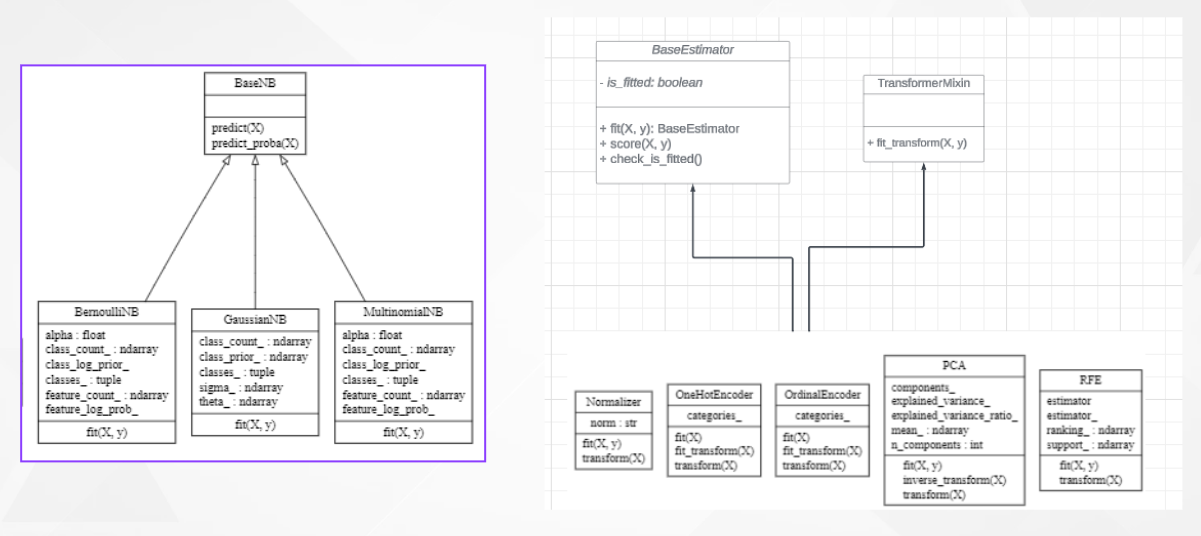 BaseNB
predict(X)
predict_proba(X)
BernoulliNB
alpha : float
class_count_ : ndarray
class_log_prior_
classes_ : tuple
feature_count_ : ndarray
feature_log_prob_
fit(X, y)
GaussianNB
class_count_ : ndarray
class_prior_ : ndarray
classes_ : tuple
sigma_ : ndarray
theta_ : ndarray
fit(X, y)
MultinomialNB
alpha : float
class_count_ : ndarray
class_log_prior_
classes_ : tuple
feature_count_ : ndarray
feature_log_prob_
fit(X, y)
BaseEstimator
- is_fitted: boolean
+ fit(X, y): BaseEstimator
+ score(X, y)
+ check_is_fitted()
TransformerMixin
+ fit_transform(X, y)
Normalizer
norm : str
fit(X, y)
transform(X)
OneHotEncoder
categories_
fit(X)
fit_transform(X)
transform(X)
OrdinalEncoder
categories_
fit(X)
fit_transform(X)
transform(X)
PCA
components_
explained_variance_
explained_variance_ratio_
mean_ : ndarray
n_components : int
fit(X, y)
inverse_transform(X)
transform(X)
RFE
estimator
estimator_
ranking_ : ndarray
support_ : ndarray
fit(X, y)
transform(X)